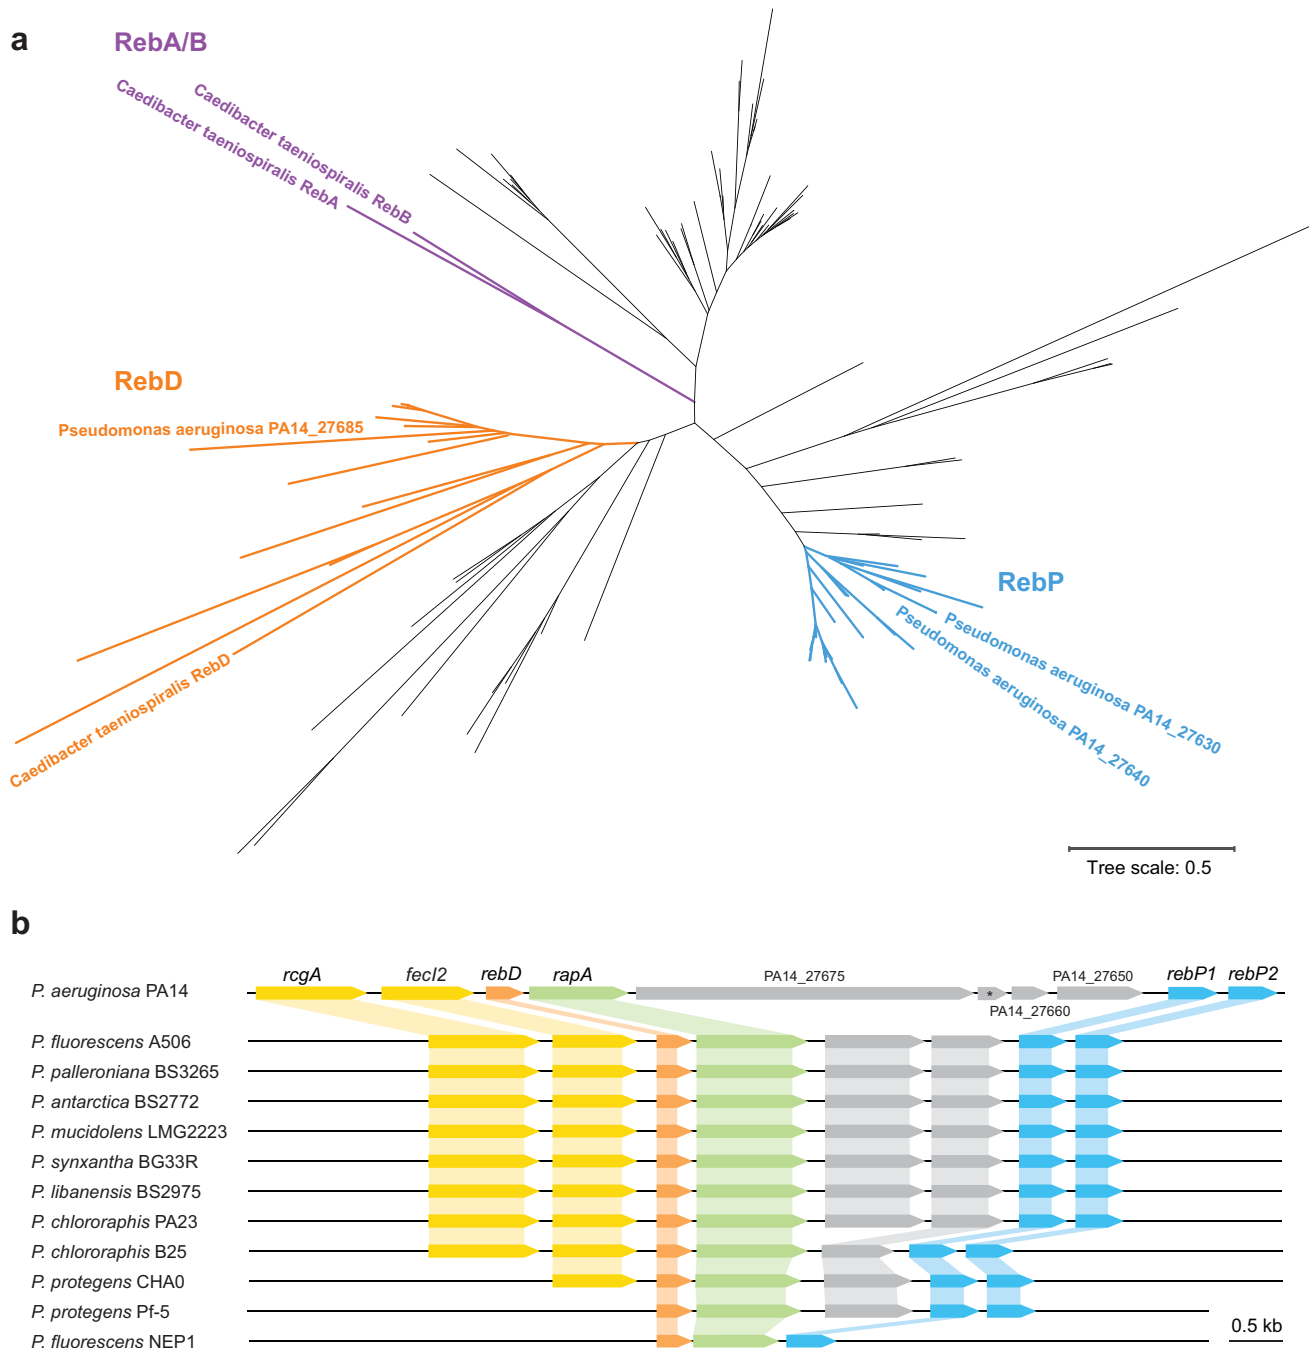 a
RebA/B
Caedibacter taeniospiralis RebB
Caedibacter taeniospiralis RebA
RebD
Pseudomonas aeruginosa PA14_27685
Caedibacter taeniospiralis RebD
RebP
Pseudomonas aeruginosa PA14_27630
Pseudomonas aeruginosa PA14_27640
Tree scale: 0.5
b
rcgA fecI2 rebD rapA PA14_27675 PA14_27650 rebP1 rebP2
P. aeruginosa PA14 *
PA14_27660
P. fluorescens A506
P. palleroniana BS3265
P. antarctica BS2772
P. mucidolens LMG2223
P. synxantha BG33R
P. libanensis BS2975
P. chlororaphis PA23
P. chlororaphis B25
P. protegens CHA0
P. protegens Pf-5
P. fluorescens NEP1
0.5 kb